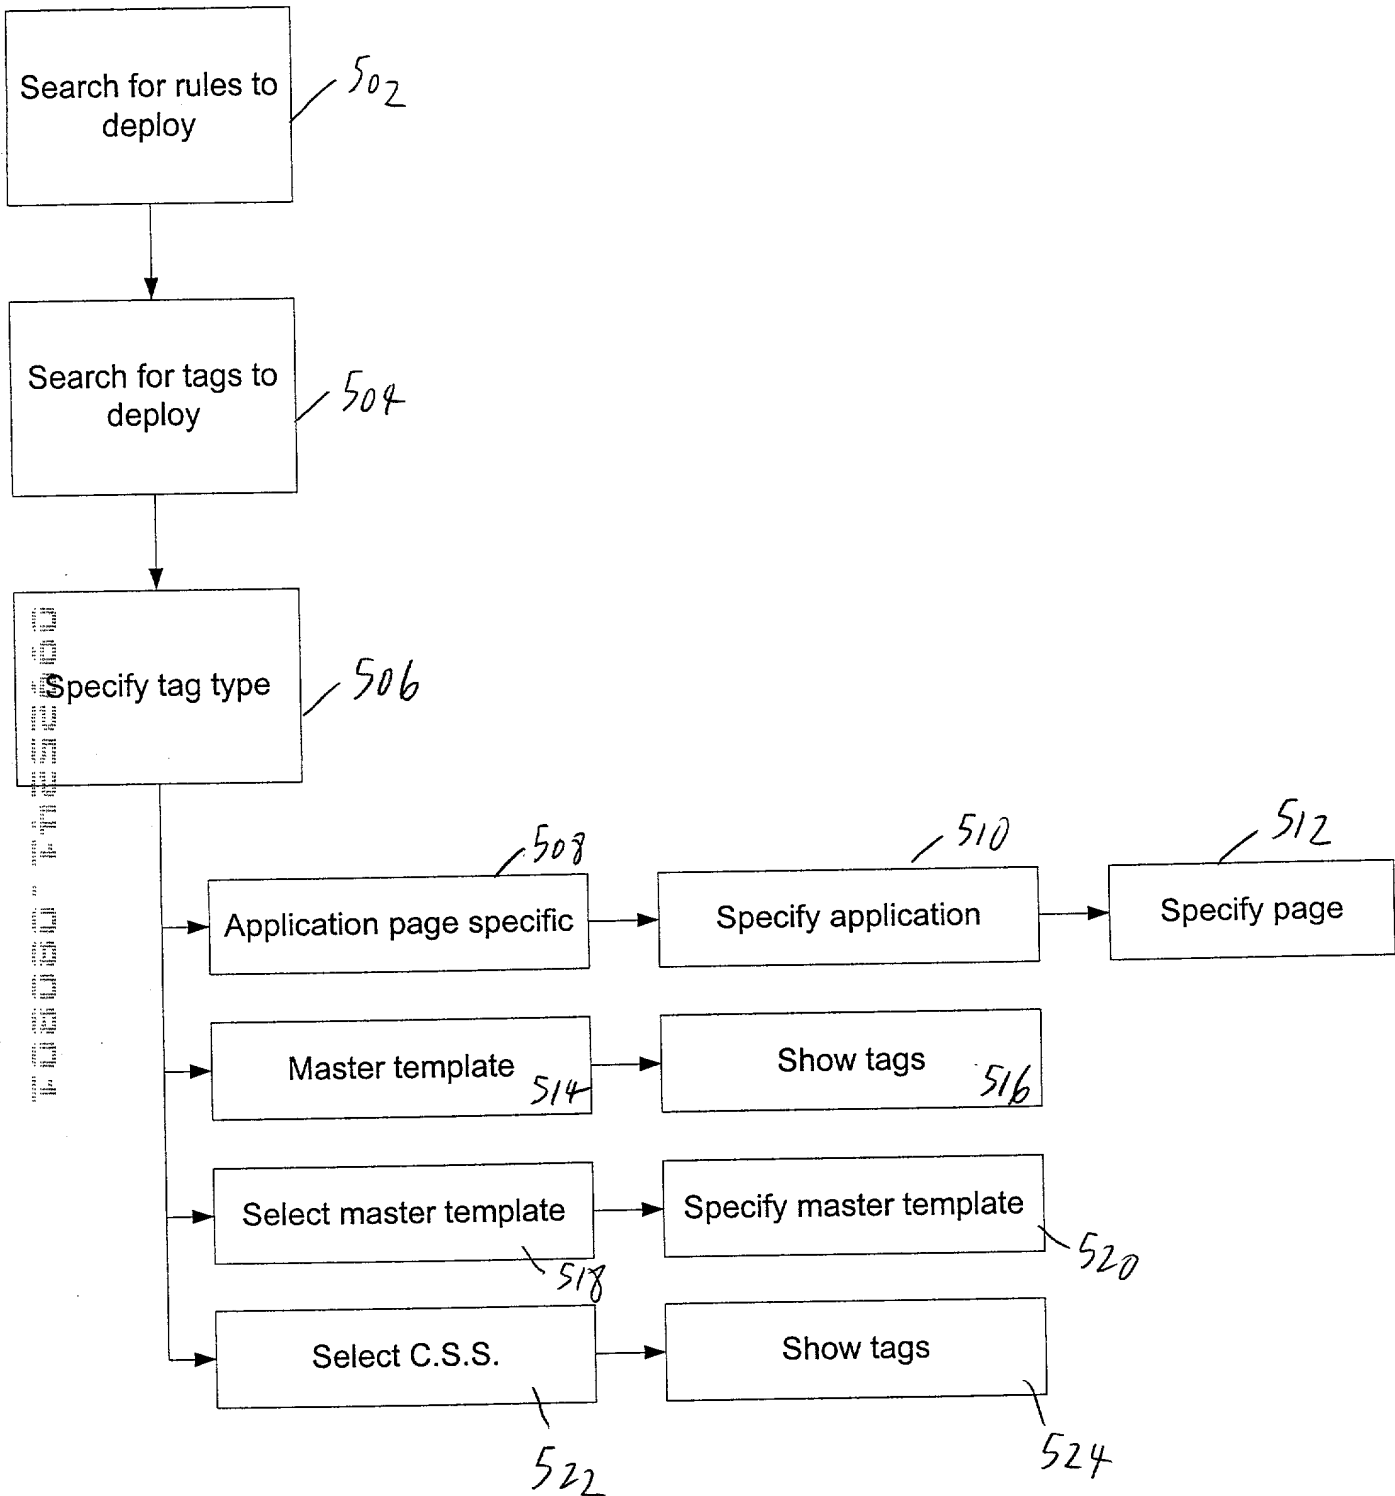 Search for rules to
deploy
502
Search for tags to
deploy
504
Specify tag type
506
508
510
512
Application page specific
Specify application
Specify page
Master template
514
Show tags
516
Select master template
518
Specify master template
520
Select C.S.S.
522
Show tags
524